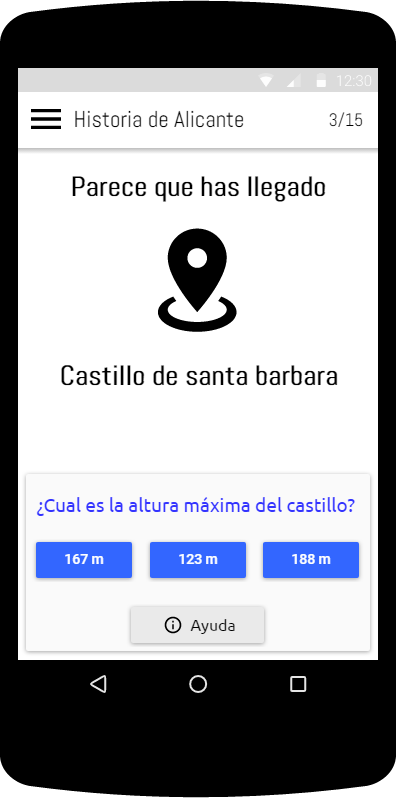 12:30
Historia de Alicante 3/15
Parece que has llegado
Castillo de santa barbara
¿Cual es la altura máxima del castillo?
167 m 123 m 188 m
Ayuda